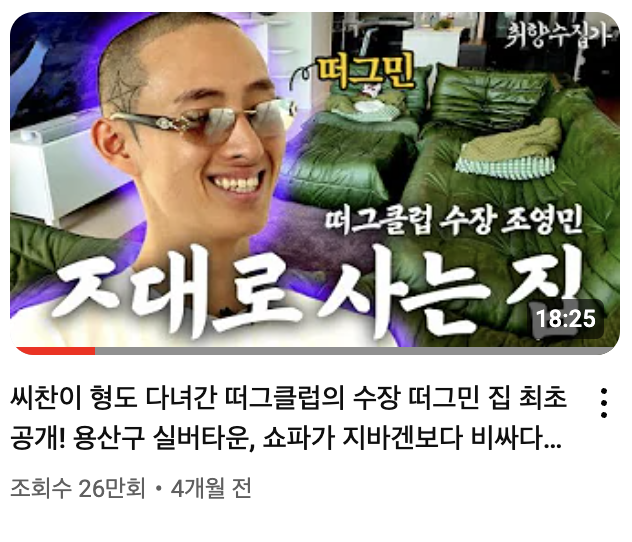 취향수집가
떠그민
떠그클럽 수장 조영민
ㅈ대로 사는 집
18:25
씨찬이 형도 다녀간 떠그클럽의 수장 떠그민 집 최초
공개! 용산구 실버타운, 쇼파가 지바겐보다 비싸다...
조회수 26만회 • 4개월 전